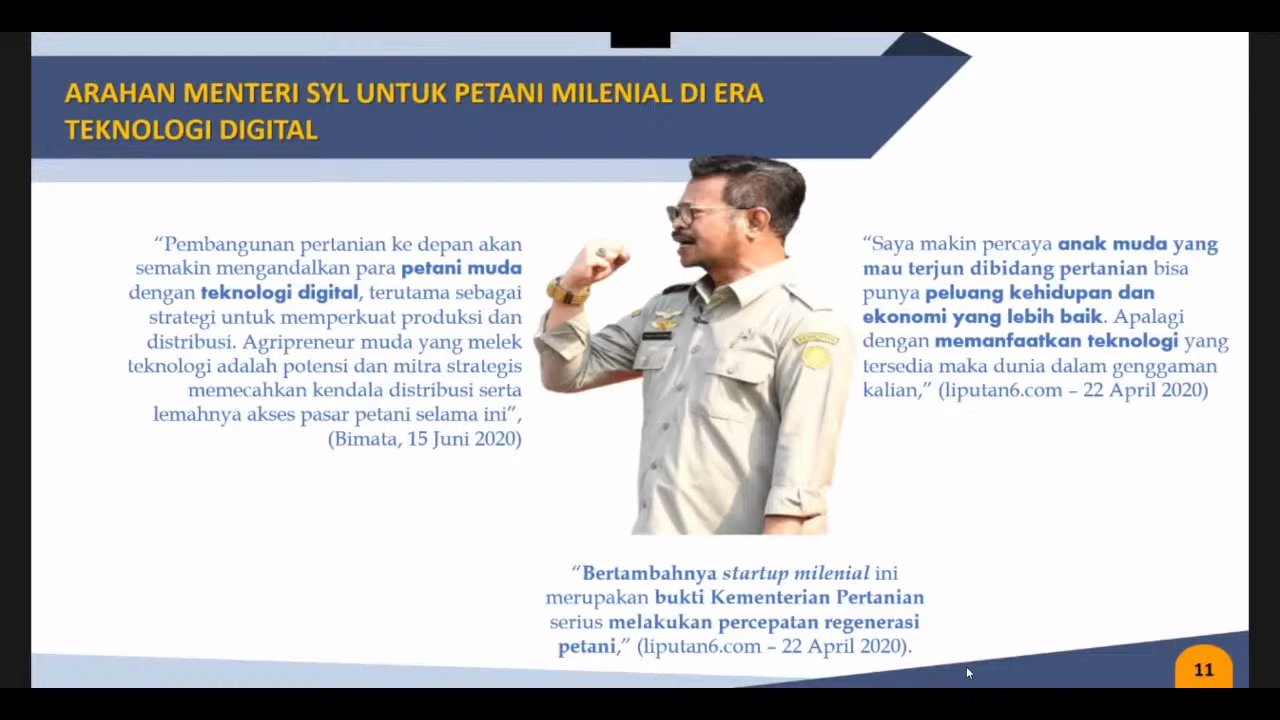 ARAHAN MENTERI SYL UNTUK PETANI MILENIAL DI ERA
TEKNOLOGI DIGITAL
“Pembangunan pertanian ke depan akan
semakin mengandalkan para petani muda
dengan teknologi digital, terutama sebagai
strategi untuk memperkuat produksi dan
distribusi. Agripreneur muda yang melek
teknologi adalah potensi dan mitra strategis
memecahkan kendala distribusi serta
lemahnya akses pasar petani selama ini”,
(Bimata, 15 Juni 2020)
“Saya makin percaya anak muda yang
mau terjun dibidang pertanian bisa
punya peluang kehidupan dan
ekonomi yang lebih baik. Apalagi
dengan memanfaatkan teknologi yang
tersedia maka dunia dalam genggaman
kalian,” (liputan6.com – 22 April 2020)
“Bertambahnya startup milenial ini
merupakan bukti Kementerian Pertanian
serius melakukan percepatan regenerasi
petani,” (liputan6.com – 22 April 2020).
11